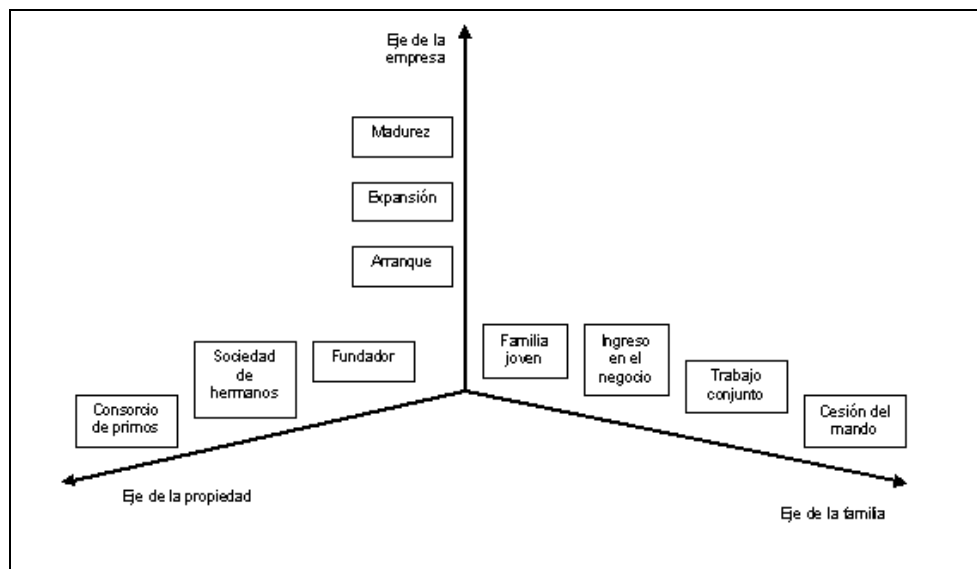 Eje de la
empresa
Madurez
Expansión
Arranque
Fundador
Sociedad
de
hermanos
Consorcio
de primos
Eje de la propiedad
Familia
joven
Ingreso
en el
negocio
Trabajo
conjunto
Cesión del
mando
Eje de la familia